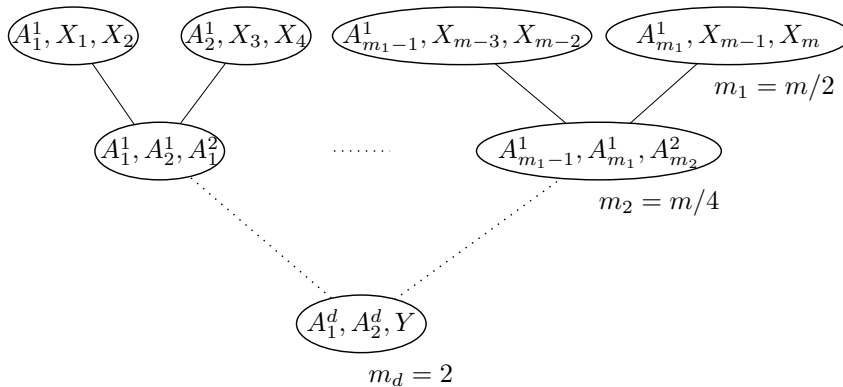 A_1^1, X_1, X_2 A_2^1, X_3, X_4 A_{m_1-1}^1, X_{m-3}, X_{m-2} A_{m_1}^1, X_{m-1}, X_m
m_1 = m/2
A_1^1, A_2^1, A_1^2 A_{m_1-1}^1, A_{m_1}^1, A_{m_2}^2
m_2 = m/4
A_1^d, A_2^d, Y
m_d = 2